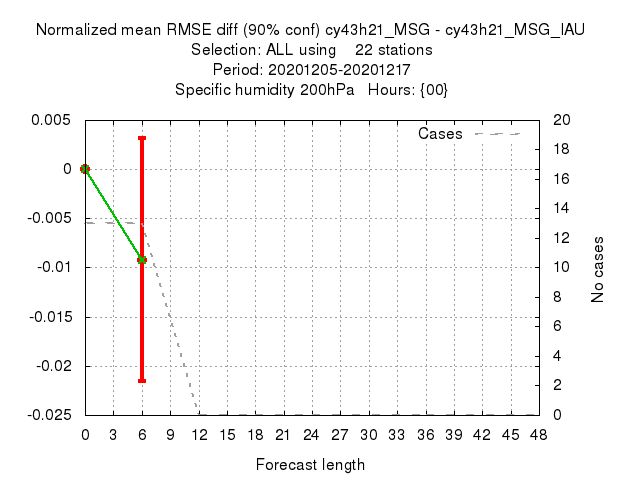 Normalized mean RMSE diff (90% conf) cy43h21_MSG - cy43h21_MSG_IAU
Selection: ALL using 22 stations
Period: 20201205-20201217
Specific humidity 200hPa Hours: {00}
Cases
0.005
0
-0.005
-0.01
-0.015
-0.02
-0.025
20
18
16
14
12
10
8
6
4
2
0
No cases
0 3 6 9 12 15 18 21 24 27 30 33 36 39 42 45 48
Forecast length